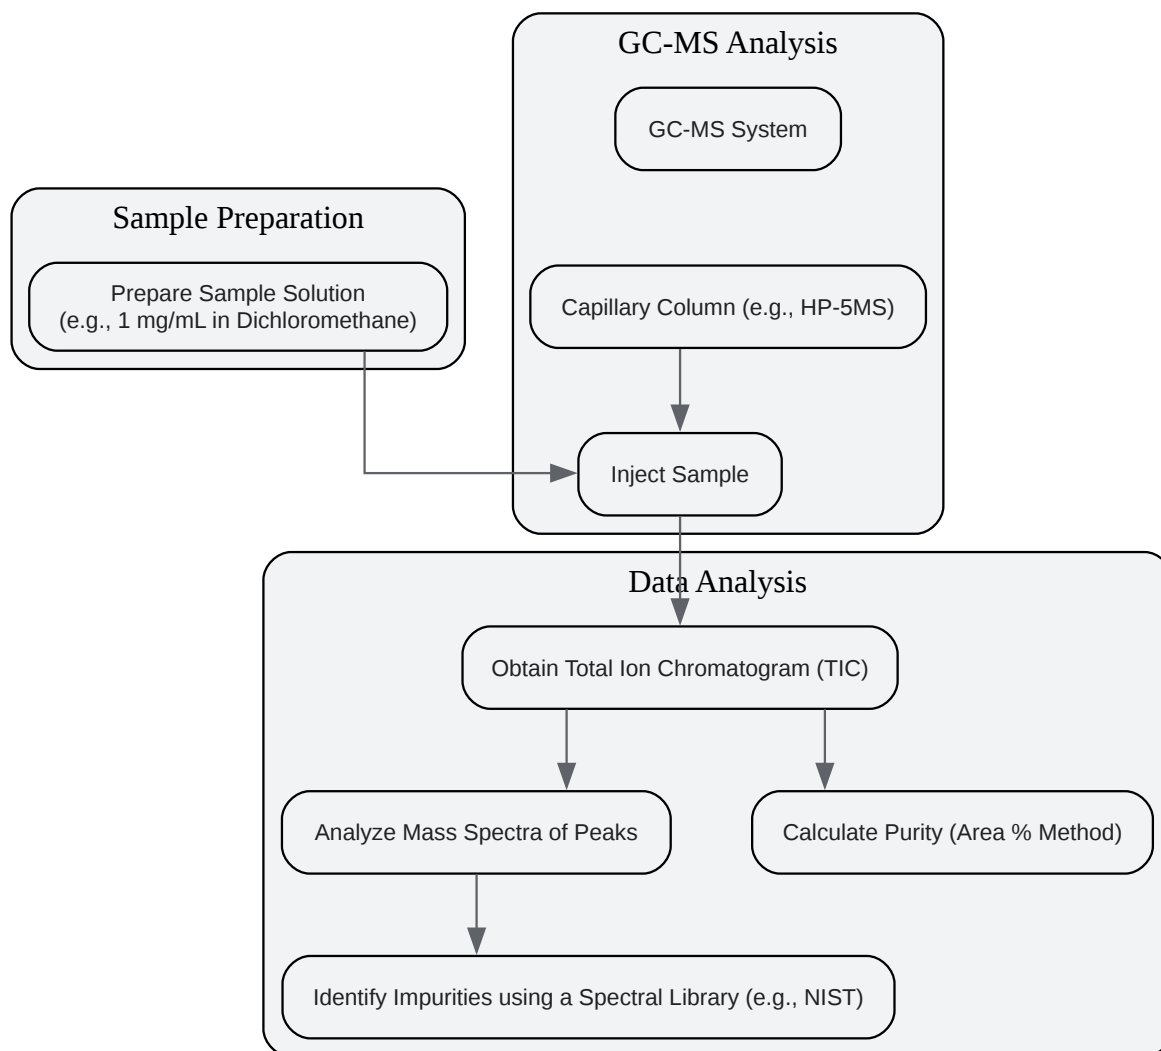 GC-MS Analysis
GC-MS System
Sample Preparation
Prepare Sample Solution
(e.g., 1 mg/mL in Dichloromethane)
Capillary Column (e.g., HP-5MS)
Inject Sample
Data Analysis
Obtain Total Ion Chromatogram (TIC)
Analyze Mass Spectra of Peaks
Calculate Purity (Area % Method)
Identify Impurities using a Spectral Library (e.g., NIST)